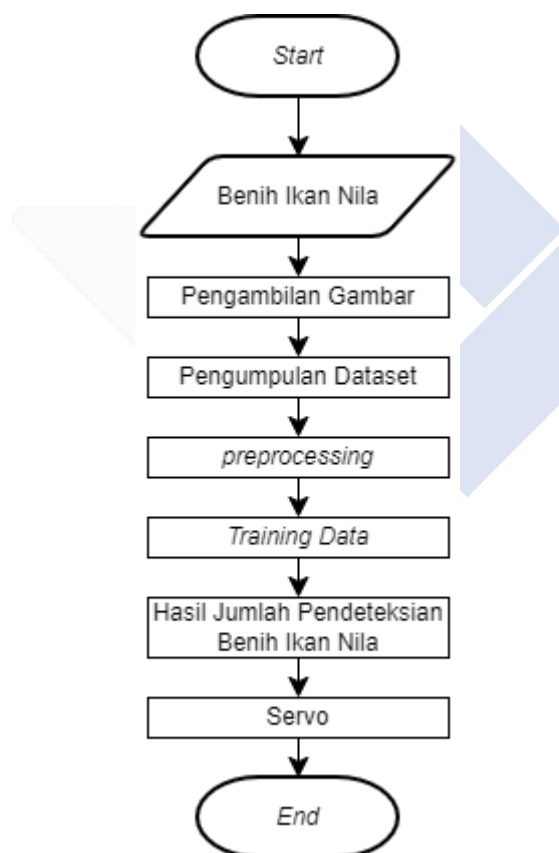 Start
Benih Ikan Nila
Pengambilan Gambar
Pengumpulan Dataset
preprocessing
Training Data
Hasil Jumlah Pendeteksian
Benih Ikan Nila
Servo
End